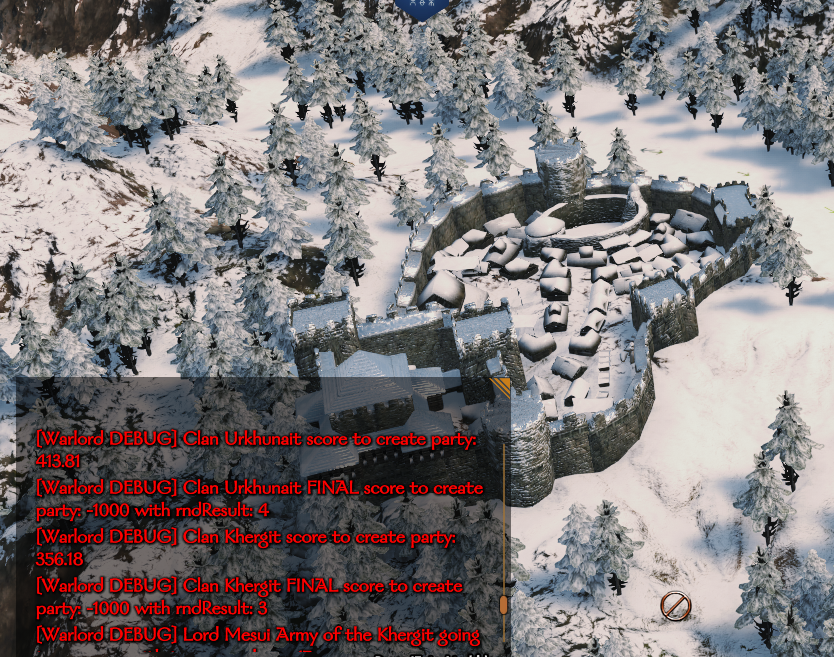 [Warlord DEBUG] Clan Urkhunait score to create party:
413.81
[Warlord DEBUG] Clan Urkhunait FINAL score to create
party: -1000 with rndResult: 4
[Warlord DEBUG] Clan Khergit score to create party:
356.18
[Warlord DEBUG] Clan Khergit FINAL score to create
party: -1000 with rndResult: 3
[Warlord DEBUG] Lord Mesui Army of the Khergit going